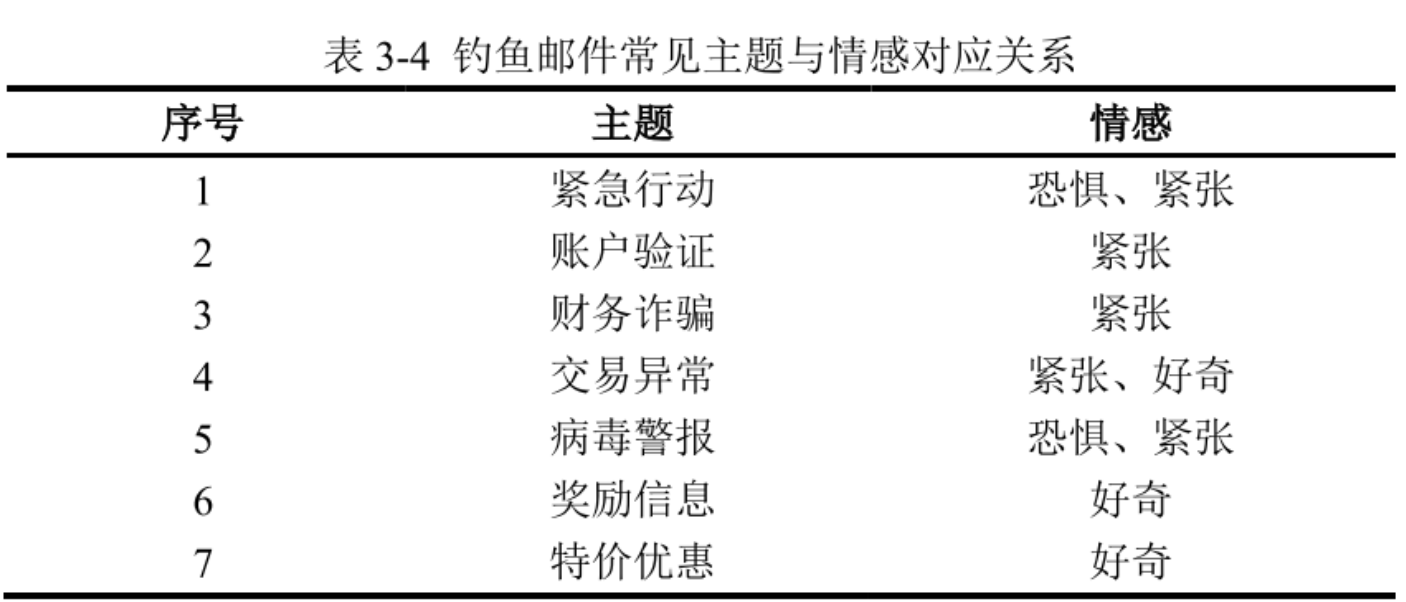 表 3-4 钓鱼邮件常见主题与情感对应关系
序号 主题 情感
1 紧急行动 恐惧、紧张
2 账户验证 紧张
3 财务诈骗 紧张
4 交易异常 紧张、好奇
5 病毒警报 恐惧、紧张
6 奖励信息 好奇
7 特价优惠 好奇